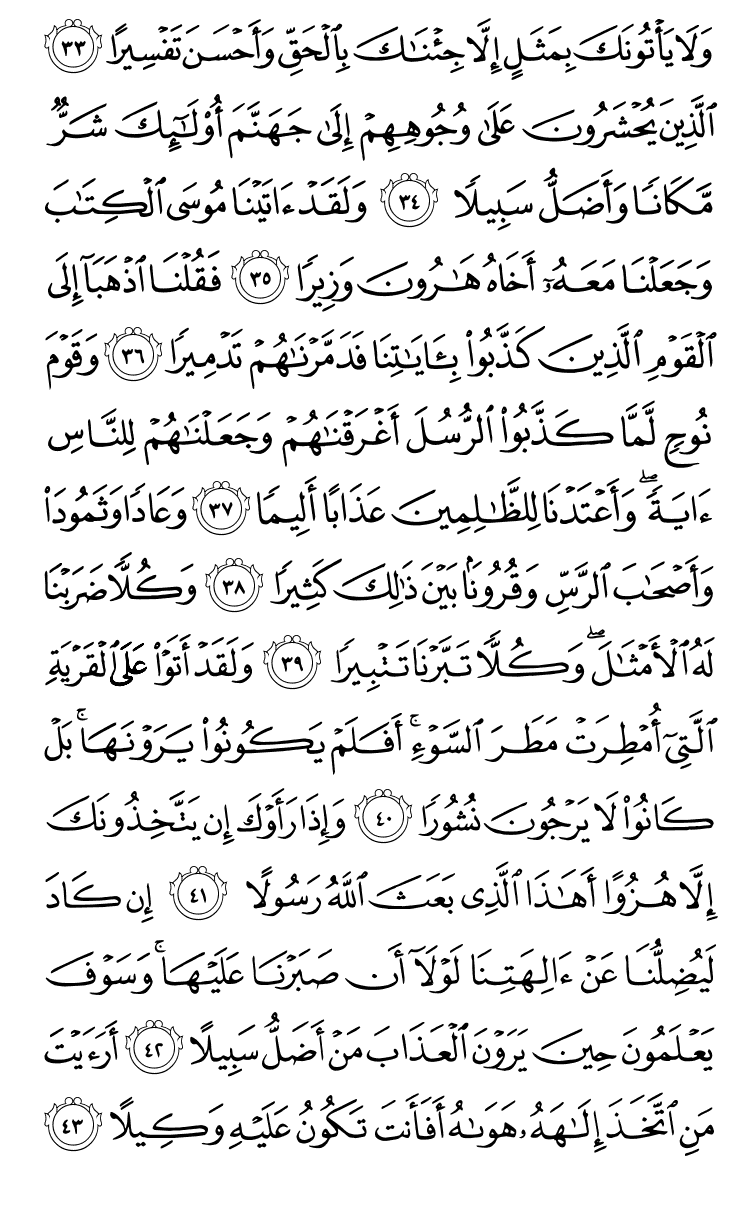 وَلَا يَأْتُونَكَ بِمَثَلٍ إِلَّا جِئْنَٰكَ بِٱلْحَقِّ وَأَحْسَنَ تَفْسِيرًا ٣٣
ٱلَّذِينَ يُحْشَرُونَ عَلَىٰ وُجُوهِهِمْ إِلَىٰ جَهَنَّمَ أُو۟لَٰٓئِكَ شَرٌّ
مَّكَانًا وَأَضَلُّ سَبِيلًا ٣٤ وَلَقَدْ ءَاتَيْنَا مُوسَى ٱلْكِتَٰبَ
وَجَعَلْنَا مَعَهُۥٓ أَخَاهُ هَٰرُونَ وَزِيرًا ٣٥ فَقُلْنَا ٱذْهَبَآ إِلَى
ٱلْقَوْمِ ٱلَّذِينَ كَذَّبُوا۟ بِـَٔايَٰتِنَا فَدَمَّرْنَٰهُمْ تَدْمِيرًا ٣٦ وَقَوْمَ
نُوحٍ لَّمَّا كَذَّبُوا۟ ٱلرُّسُلَ أَغْرَقْنَٰهُمْ وَجَعَلْنَٰهُمْ لِلنَّاسِ
ءَايَةً ۖ وَأَعْتَدْنَا لِلظَّٰلِمِينَ عَذَابًا أَلِيمًا ٣٧ وَعَادًا وَثَمُودَا۟
وَأَصْحَٰبَ ٱلرَّسِّ وَقُرُونًۢا بَيْنَ ذَٰلِكَ كَثِيرًا ٣٨ وَكُلًّا ضَرَبْنَا
لَهُ ٱلْأَمْثَٰلَ ۖ وَكُلًّا تَبَّرْنَا تَتْبِيرًا ٣٩ وَلَقَدْ أَتَوْا۟ عَلَى ٱلْقَرْيَةِ
ٱلَّتِىٓ أُمْطِرَتْ مَطَرَ ٱلسَّوْءِ ۚ أَفَلَمْ يَكُونُوا۟ يَرَوْنَهَا ۚ بَلْ
كَانُوا۟ لَا يَرْجُونَ نُشُورًا ٤٠ وَإِذَا رَأَوْكَ إِن يَتَّخِذُونَكَ
إِلَّا هُزُوًا أَهَٰذَا ٱلَّذِى بَعَثَ ٱللَّهُ رَسُولًا ٤١ إِن كَادَ
لَيُضِلُّنَا عَنْ ءَالِهَتِنَا لَوْلَآ أَن صَبَرْنَا عَلَيْهَا ۚ وَسَوْفَ
يَعْلَمُونَ حِينَ يَرَوْنَ ٱلْعَذَابَ مَنْ أَضَلُّ سَبِيلًا ٤٢ أَرَءَيْتَ
مَنِ ٱتَّخَذَ إِلَٰهَهُۥ هَوَىٰهُ أَفَأَنتَ تَكُونُ عَلَيْهِ وَكِيلًا ٤٣